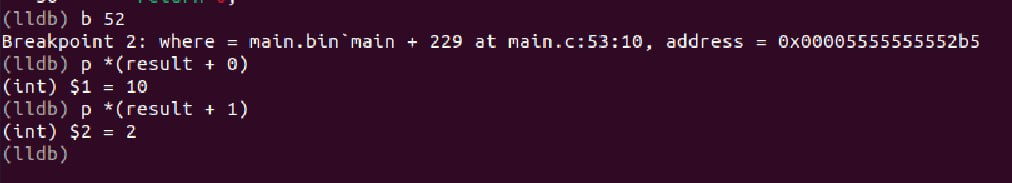 (lldb) b 52
Breakpoint 2: where = main.bin`main + 229 at main.c:53:10, address = 0x00005555555552b5
(lldb) p *(result + 0)
(int) $1 = 10
(lldb) p *(result + 1)
(int) $2 = 2
(lldb)